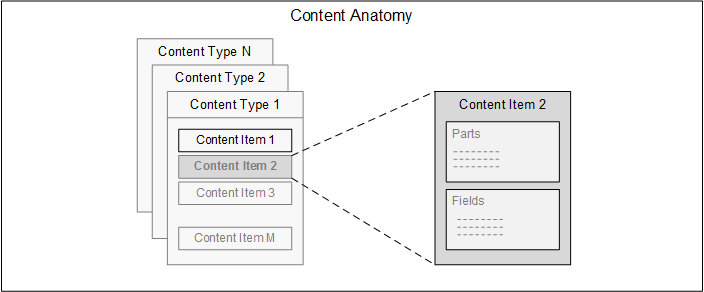 Content Anatomy
Content Type N
Content Type 2
Content Type 1
Content Item 1
Content Item 2
Content Item 3
Content Item M
Content Item 2
Parts
Fields